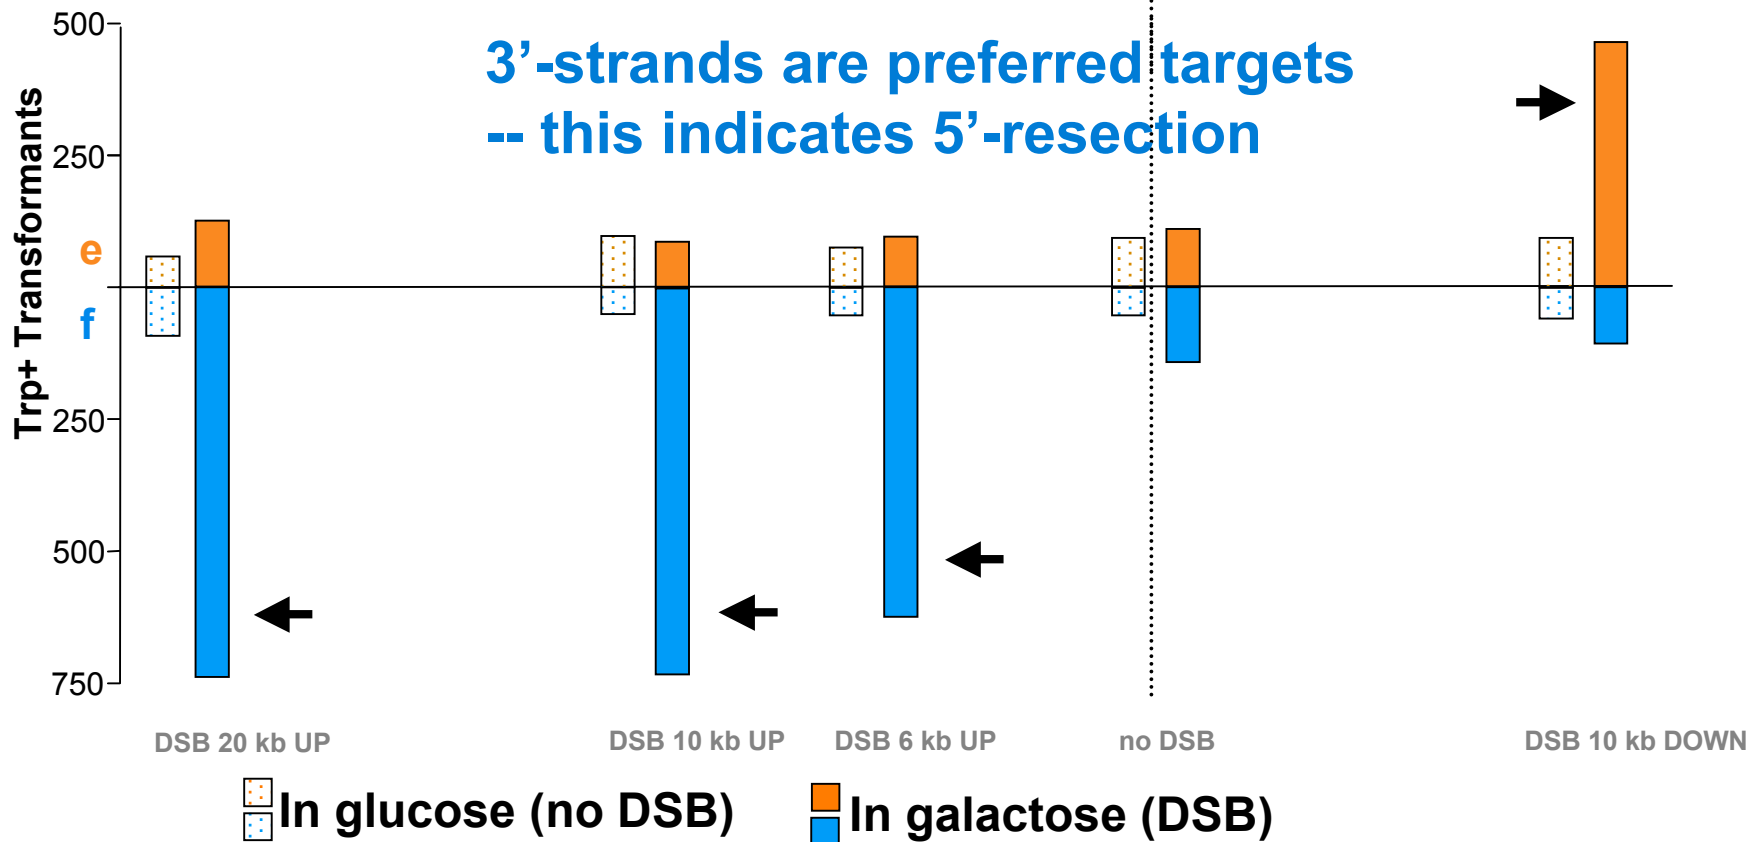 500
3’-strands are preferred targets
-- this indicates 5’-resection
250
Trp+ Transformants
e
f
250
500
750
DSB 20 kb UP
DSB 10 kb UP
DSB 6 kb UP
no DSB
DSB 10 kb DOWN
In glucose (no DSB)
In galactose (DSB)